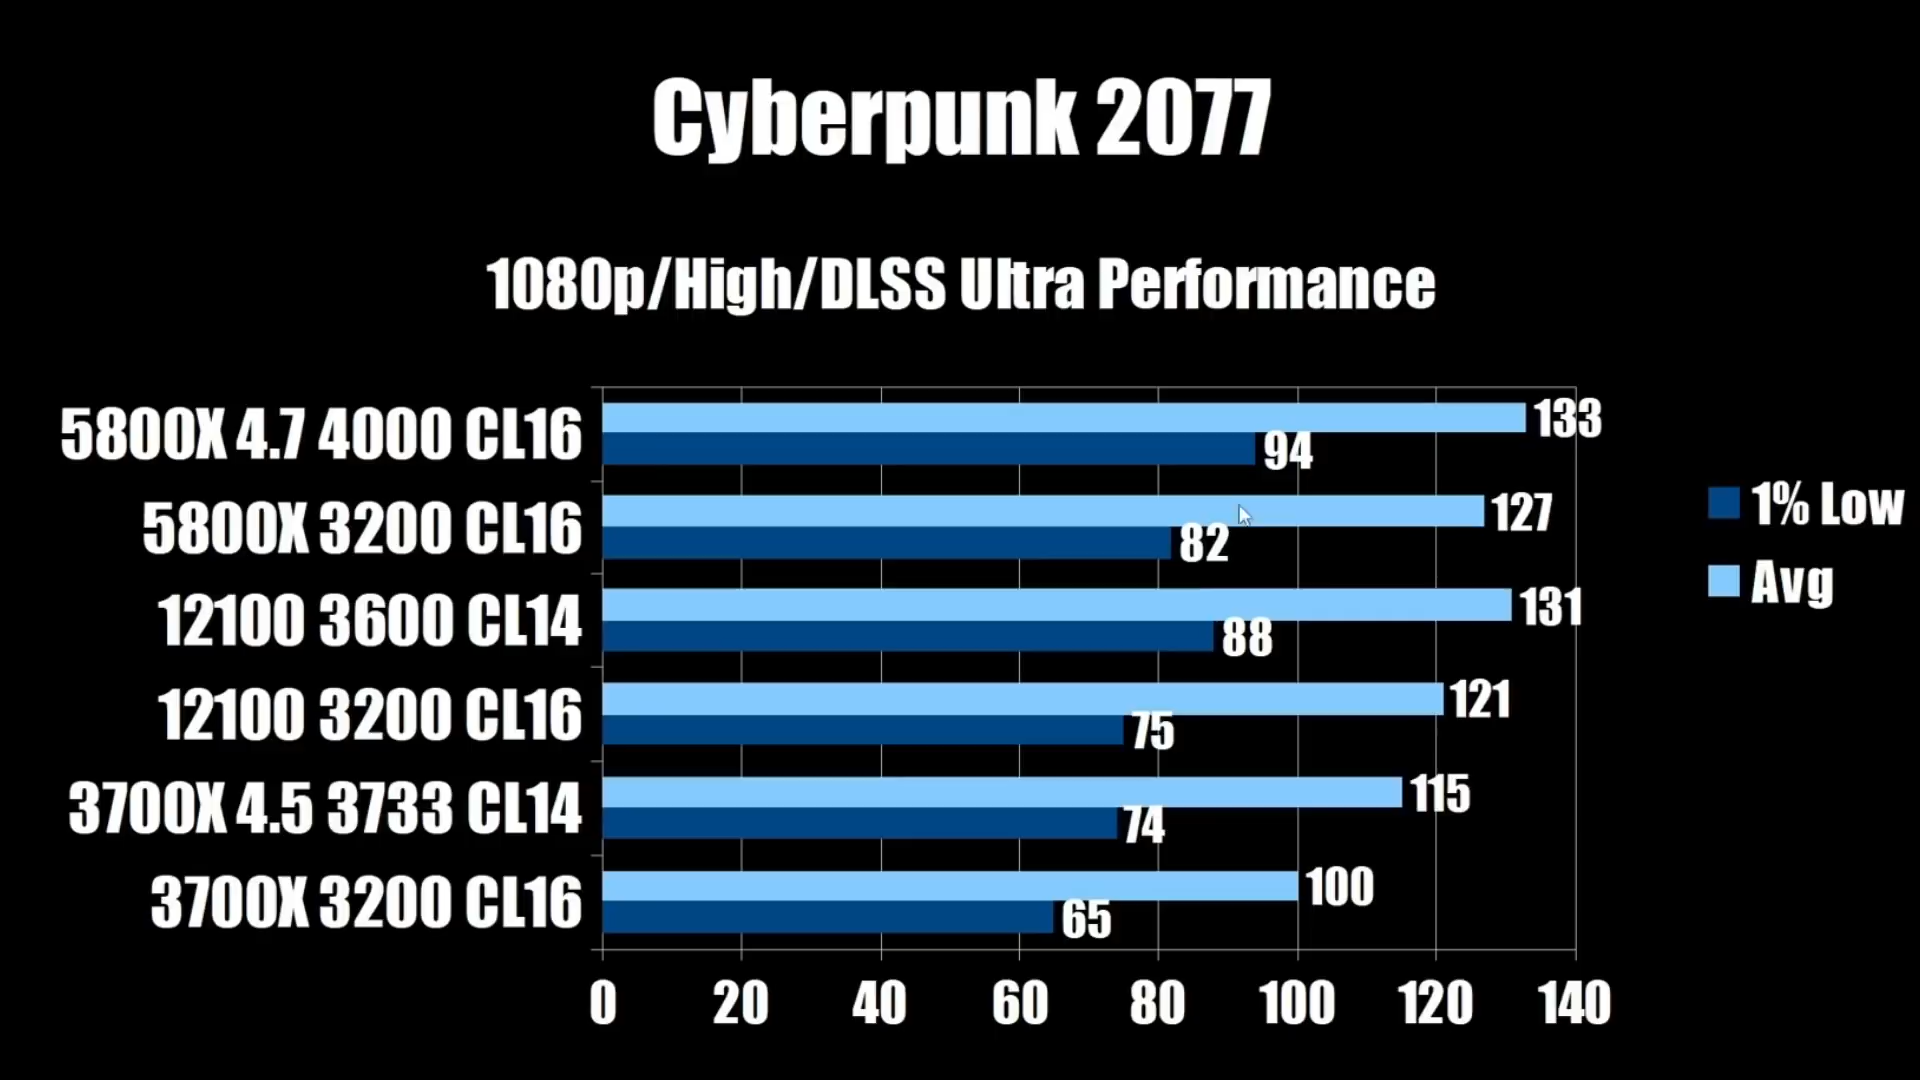 Cyberpunk 2077
1080p/High/DLSS Ultra Performance
5800X 4.7 4000 CL16
133
94
5800X 3200 CL16
127
82
12100 3600 CL14
131
88
12100 3200 CL16
121
75
3700X 4.5 3733 CL14
115
74
3700X 3200 CL16
100
65
1% Low
Avg
0 20 40 60 80 100 120 140